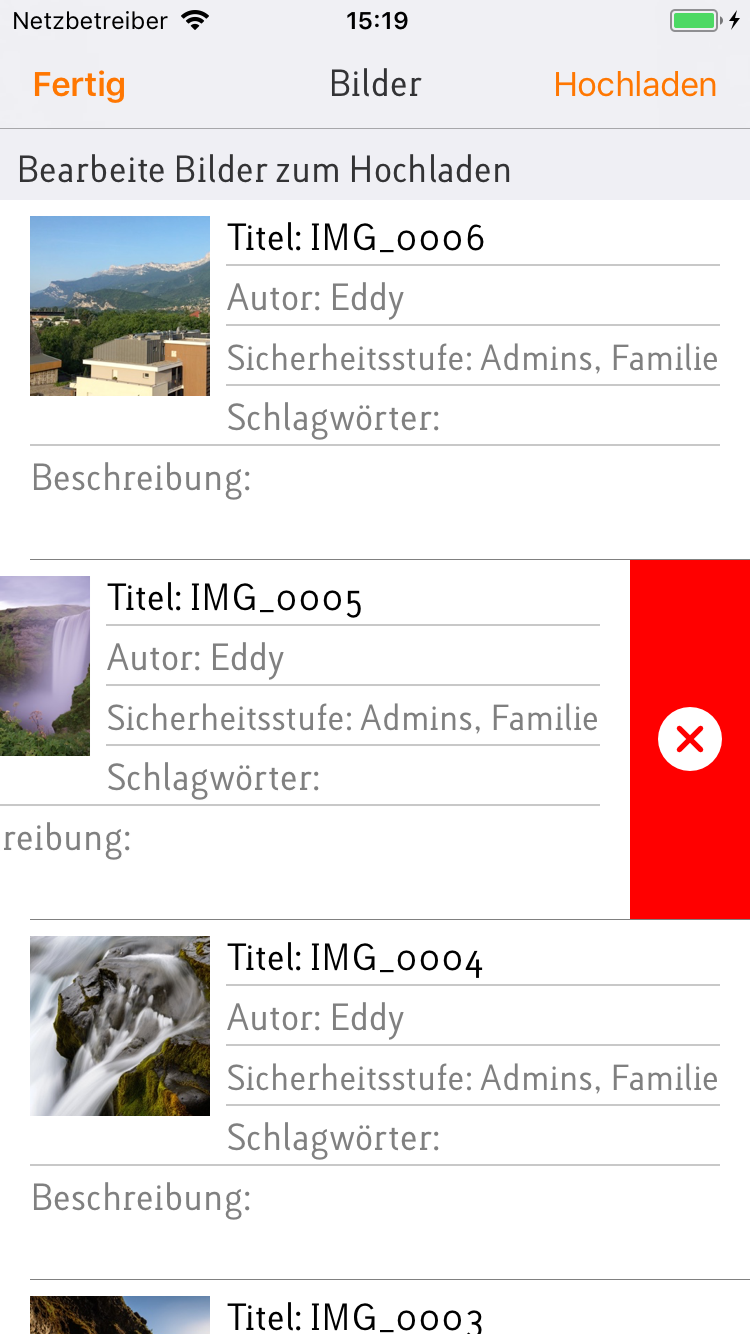 Netzbetreiber 15:19
Fertig Bilder Hochladen
Bearbeite Bilder zum Hochladen
Titel: IMG_0006
Autor: Eddy
Sicherheitsstufe: Admins, Familie
Schlagwörter:
Beschreibung:
Titel: IMG_0005
Autor: Eddy
Sicherheitsstufe: Admins, Familie
Schlagwörter:
reibung:
Titel: IMG_0004
Autor: Eddy
Sicherheitsstufe: Admins, Familie
Schlagwörter:
Beschreibung:
Titel: IMG_0003